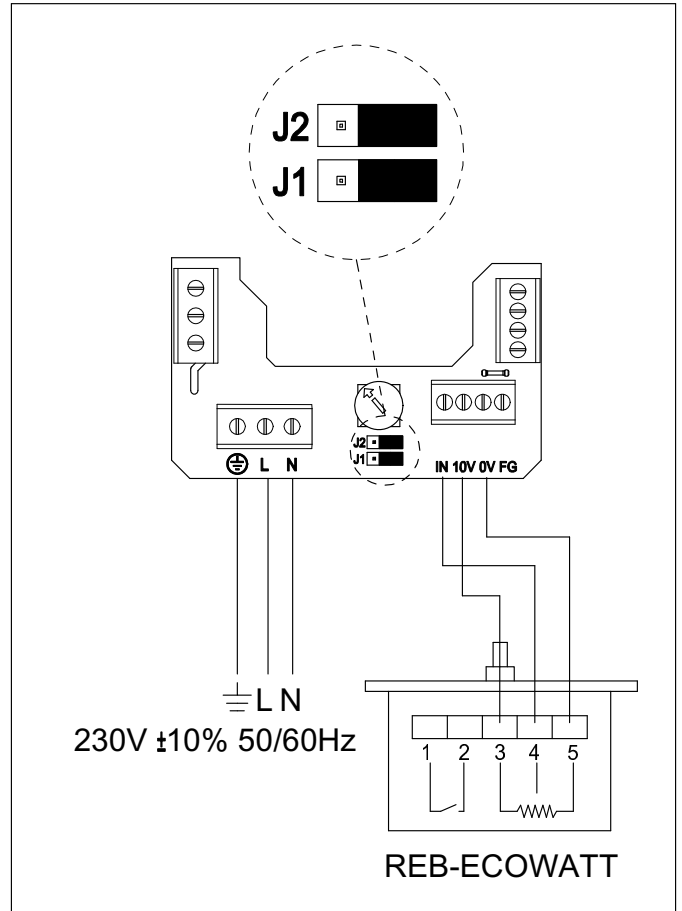 J2
J1
J2
J1
L N
IN 10V 0V FG
L N
230V ±10% 50/60Hz
1 2 3 4 5
REB-ECOWATT